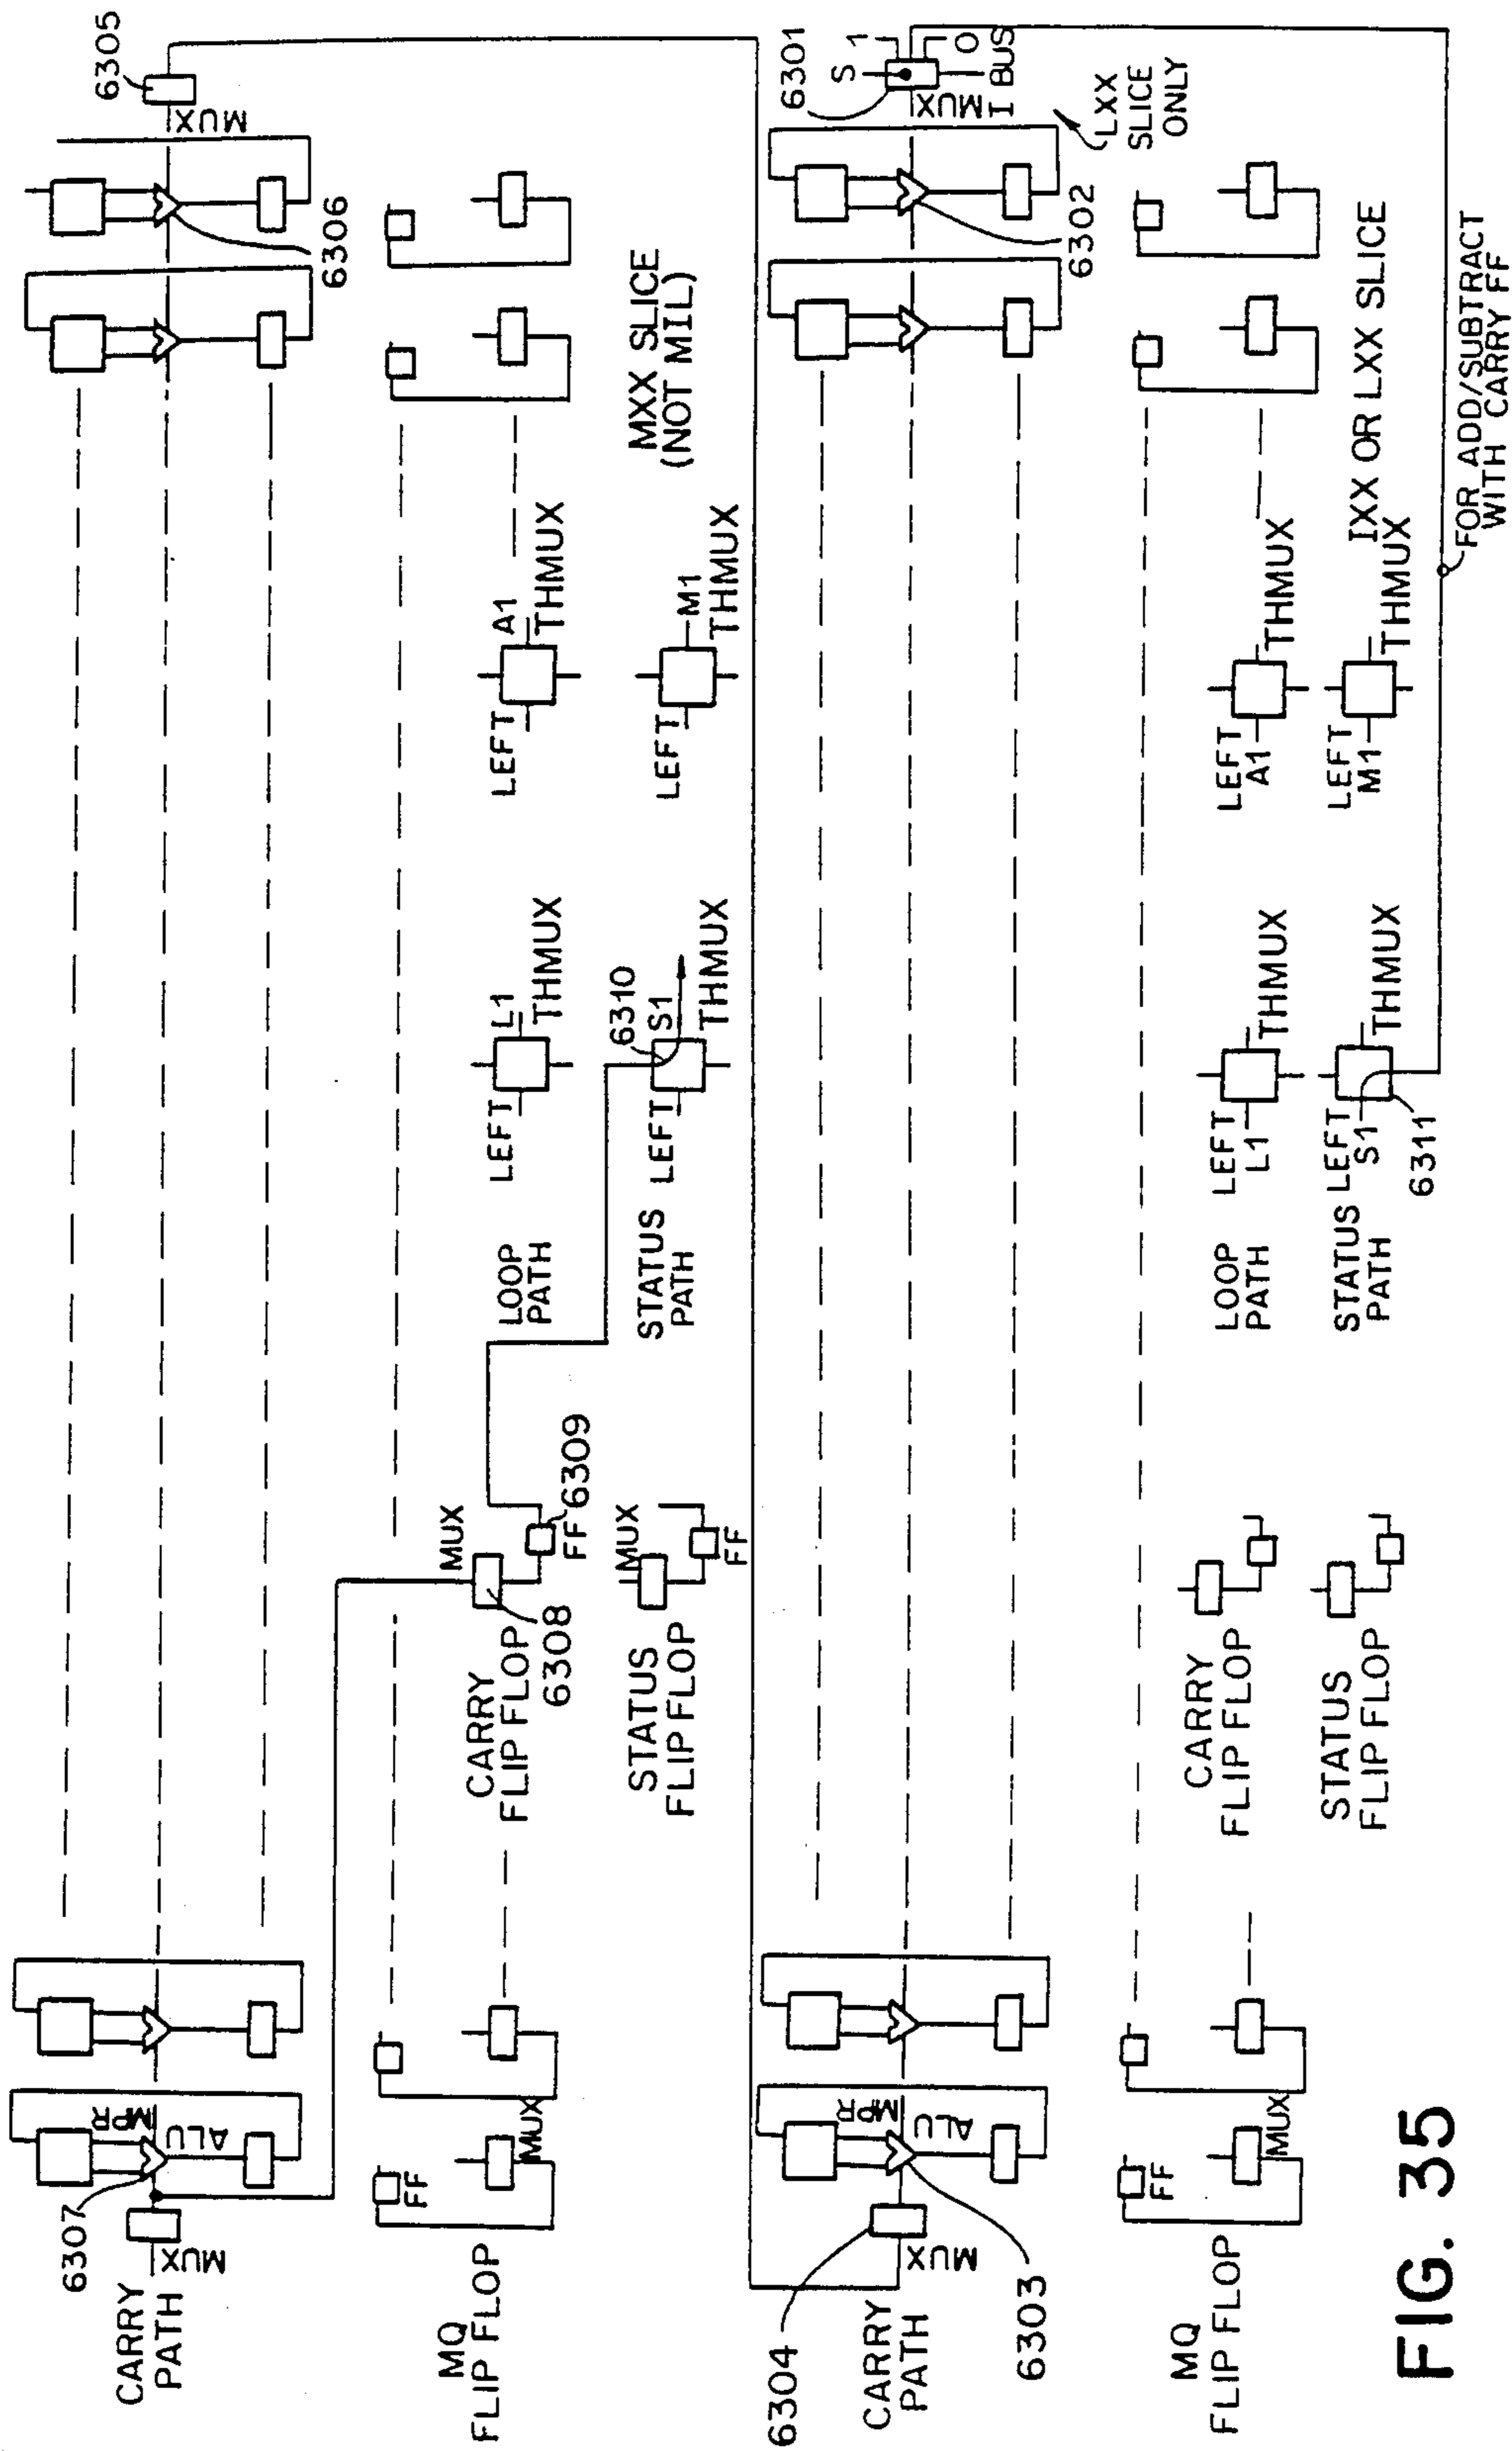 6305
MUX
6306
6307
MPR
ALU
MUX
CARRY
PATH
FF
MUX
MQ
FLIP FLOP
MUX
CARRY
FLIP FLOP
6308
FF
6309
LOOP
PATH
LEFT
L1
THMUX
LEFT
A1
THMUX
MXX SLICE
(NOT MIL)
STATUS
FLIP FLOP
MUX
FF
STATUS
PATH
LEFT
6310
S1
THMUX
LEFT
M1
THMUX
6301
S
1
0
I BUS
MUX
LXX
SLICE
ONLY
6302
6304
MPR
ALU
MUX
6303
CARRY
PATH
FF
MUX
MQ
FLIP FLOP
CARRY
FLIP FLOP
LOOP
PATH
LEFT
L1
THMUX
LEFT
A1
THMUX
IXX OR LXX SLICE
STATUS
FLIP FLOP
STATUS
PATH
LEFT
S1
THMUX
6311
LEFT
M1
THMUX
FOR ADD/SUBTRACT
WITH CARRY FF
FIG. 35